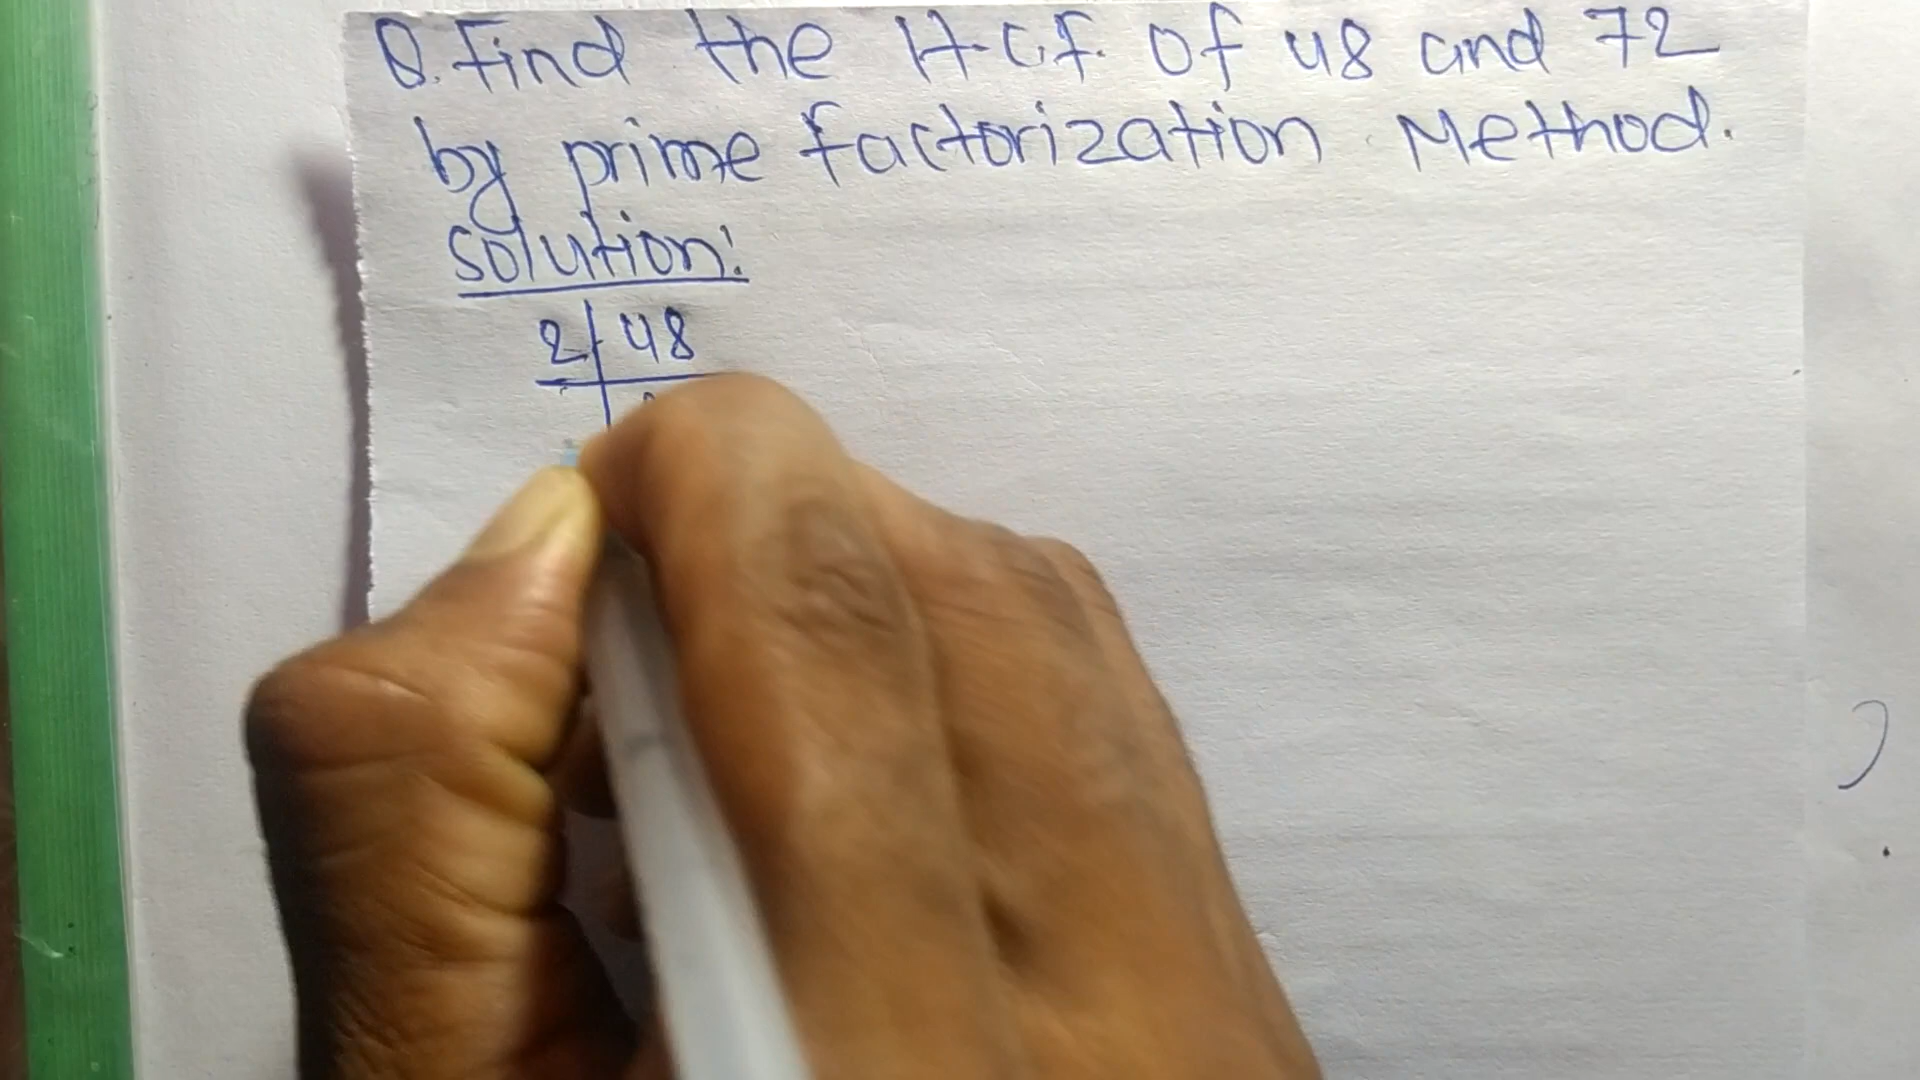 Q. Find the H.C.F. of 48 and 72
by prime factorization Method.
Solution:
2 48